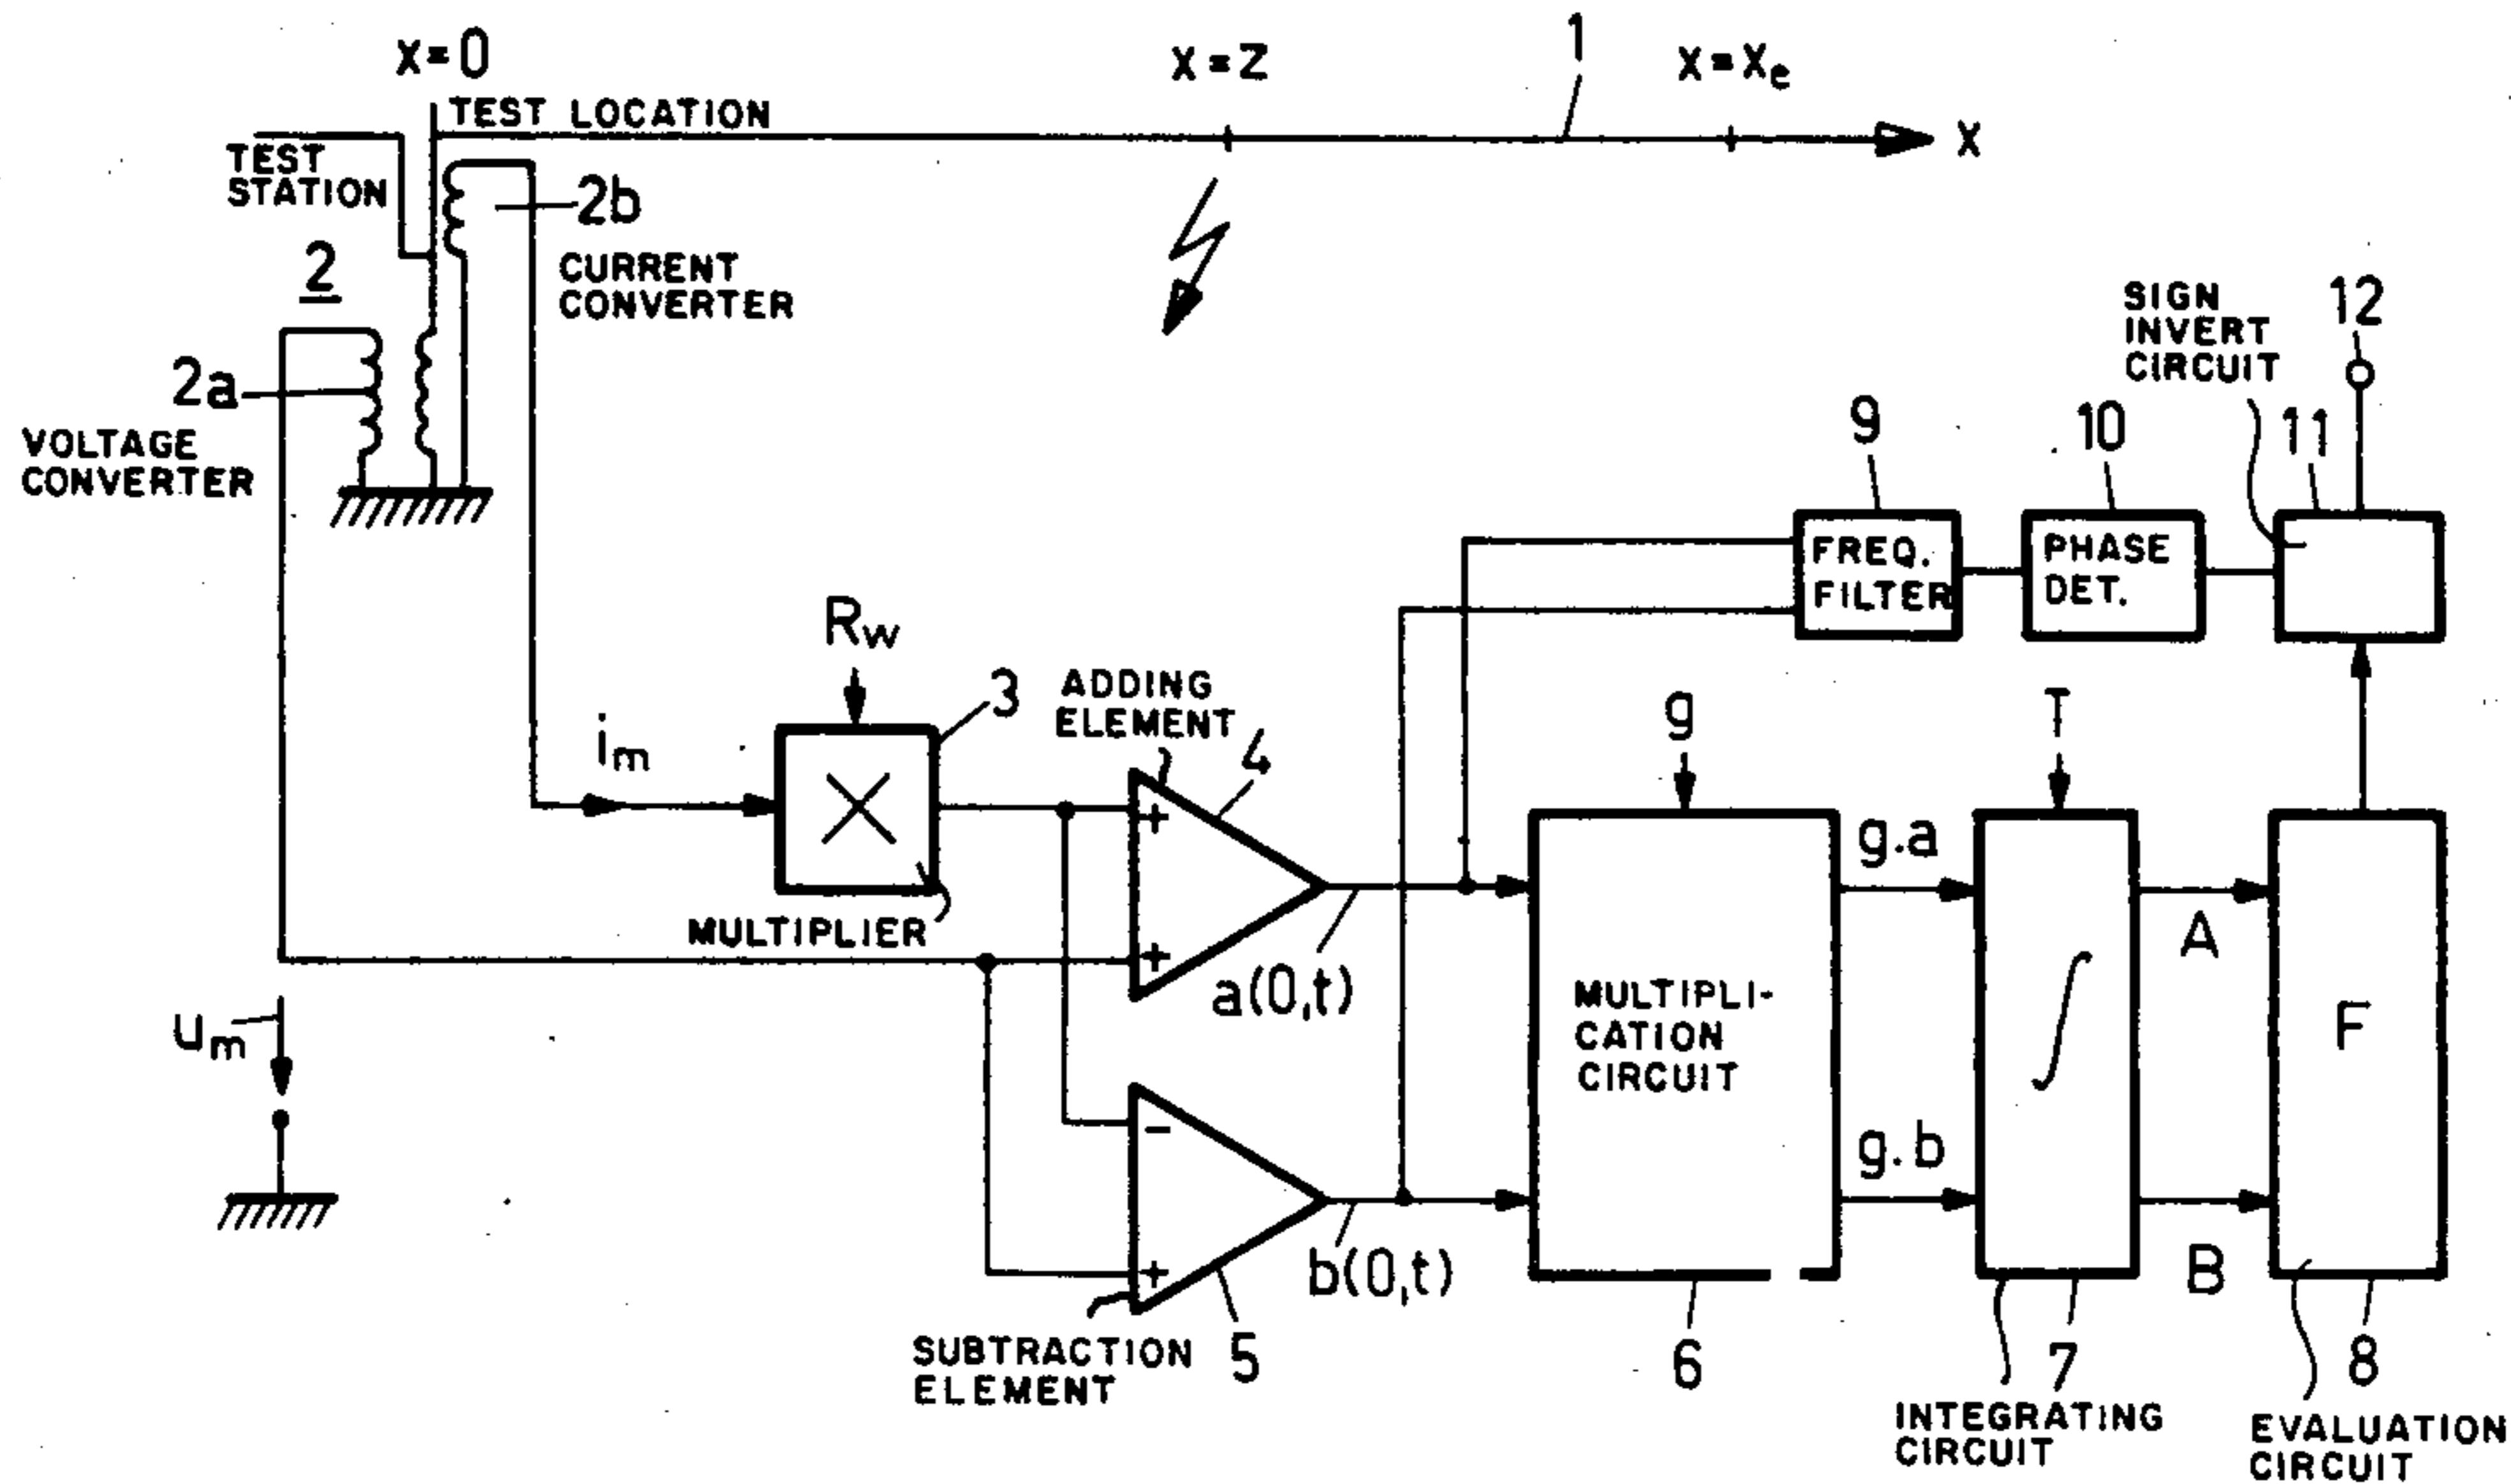 x=0
x=z
1
x=xe
TEST LOCATION
x
TEST
STATION
2b
2
CURRENT
CONVERTER
SIGN
INVERT
CIRCUIT
12
2a
VOLTAGE
CONVERTER
9
10
11
FREQ.
FILTER
PHASE
DET.
Rw
3
ADDING
ELEMENT
4
g
T
im
×
+
g.a
MULTIPLIER
+
A
a(0,t)
MULTIPLI-
CATION
CIRCUIT
∫
F
um
-
g.b
+
b(0,t)
B
SUBTRACTION
ELEMENT
5
6
7
8
INTEGRATING
CIRCUIT
EVALUATION
CIRCUIT